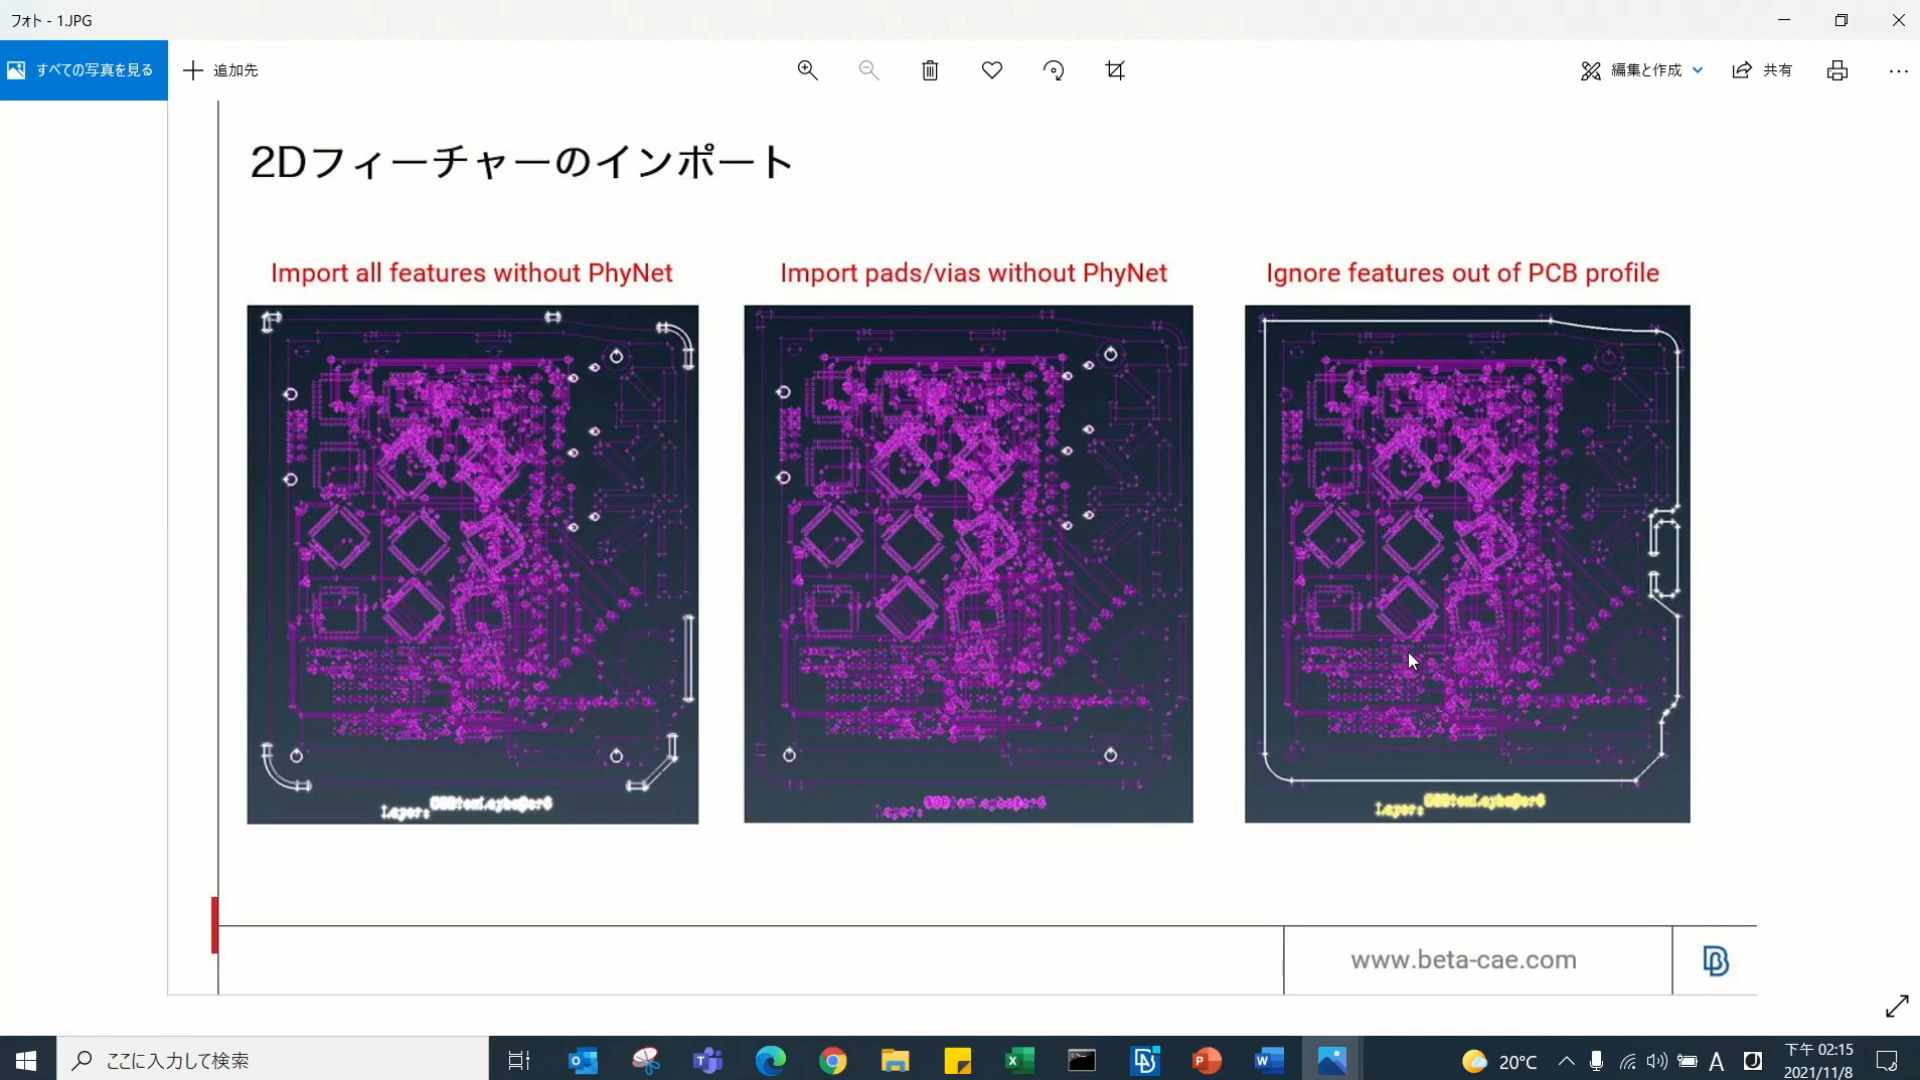 フォト - 1.JPG
すべての写真を見る
追加先
編集と作成
共有
2Dフィーチャーのインポート
Import all features without PhyNet
Import pads/vias without PhyNet
Ignore features out of PCB profile
www.beta-cae.com
ここに入力して検索
20°C
A
下午 02:15
2021/11/8